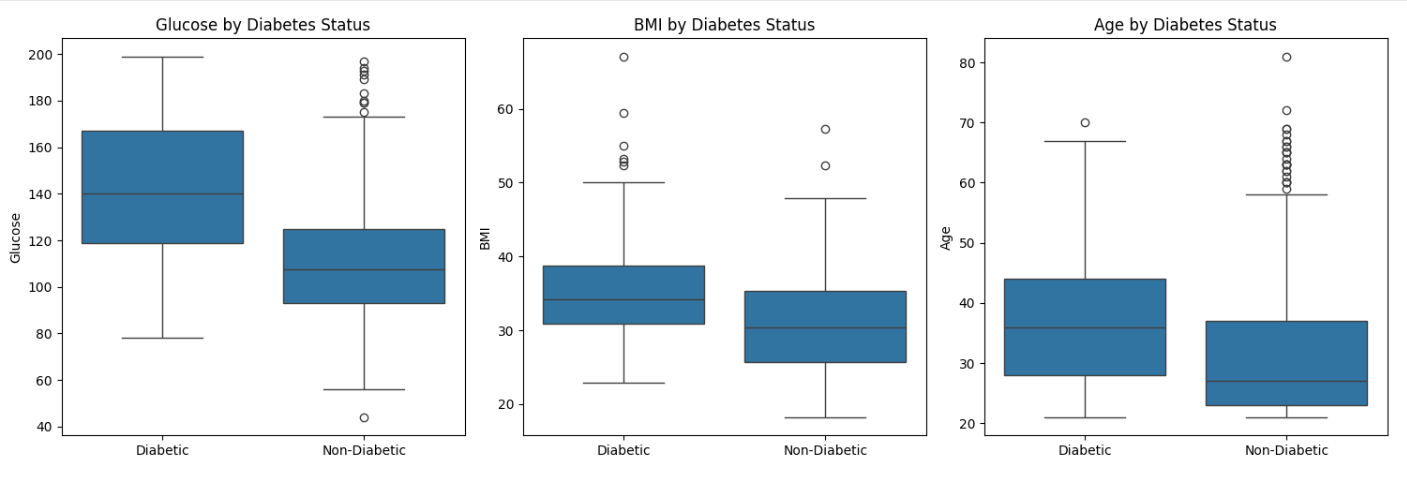 Glucose by Diabetes Status
200
180
160
140
120
100
80
60
40
Glucose
Diabetic
Non-Diabetic
BMI by Diabetes Status
60
50
40
30
20
BMI
Diabetic
Non-Diabetic
Age by Diabetes Status
80
70
60
50
40
30
20
Age
Diabetic
Non-Diabetic